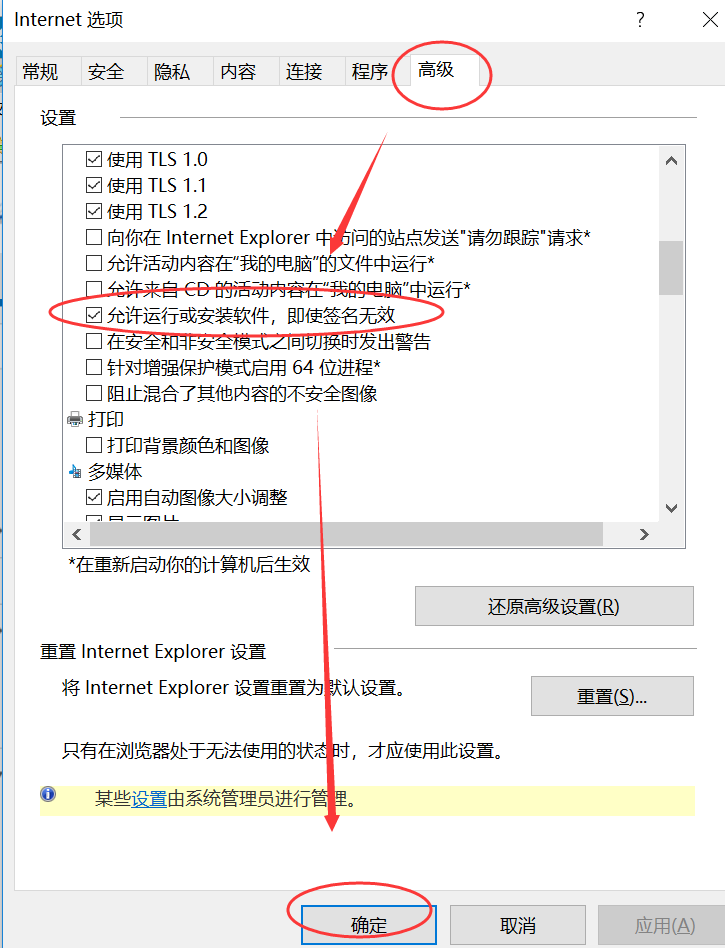 Internet 选项
常规 安全 隐私 内容 连接 程序 高级
设置
使用 TLS 1.0
使用 TLS 1.1
使用 TLS 1.2
向你在 Internet Explorer 中访问的站点发送"请勿跟踪"请求*
允许活动内容在“我的电脑”的文件中运行*
允许来自 CD 的活动内容在“我的电脑”中运行*
允许运行或安装软件，即使签名无效
在安全和非安全模式之间切换时发出警告
针对增强保护模式启用 64 位进程*
阻止混合了其他内容的不安全图像
打印
打印背景颜色和图像
多媒体
启用自动图像大小调整
显示图片
*在重新启动你的计算机后生效
还原高级设置(R)
重置 Internet Explorer 设置
将 Internet Explorer 设置重置为默认设置。
重置(S)...
只有在浏览器处于无法使用的状态时，才应使用此设置。
某些设置由系统管理员进行管理。
确定 取消 应用(A)